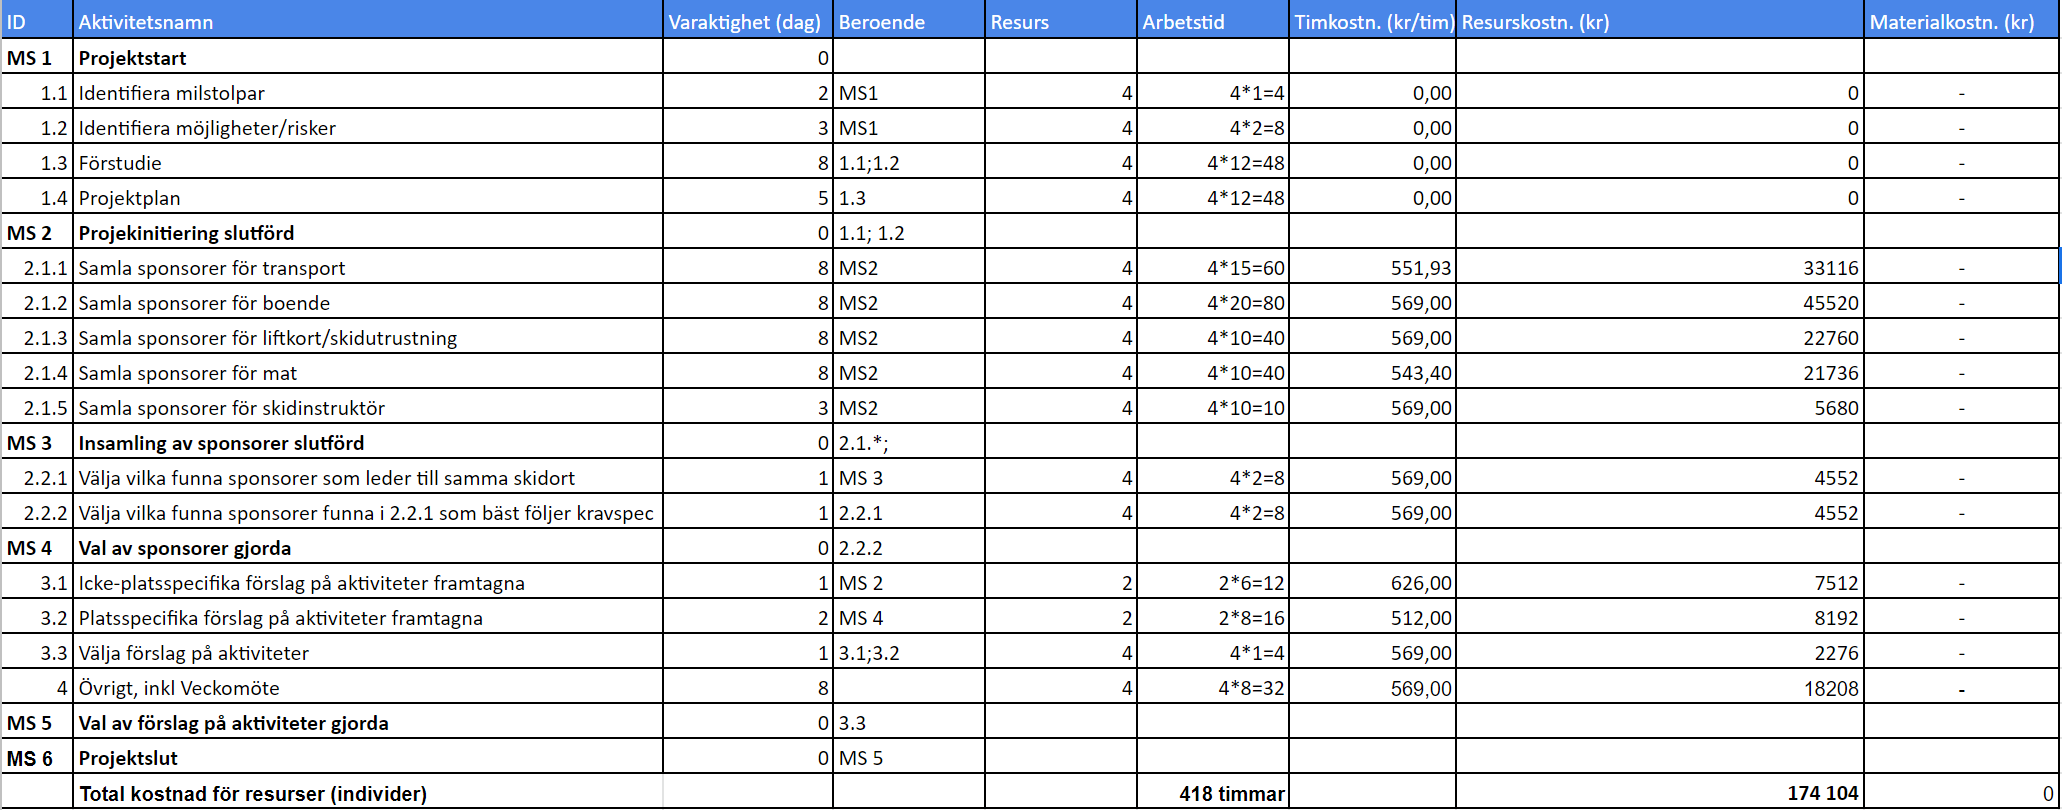 ID Aktivitetsnamn Varaktighet (dag) Beroende Resurs Arbetstid Timkostn. (kr/tim) Resurskostn. (kr) Materialkostn. (kr)
MS 1 Projektstart 0
1.1 Identifiera milstolpar 2 MS1 4 4*1=4 0,00 0 -
1.2 Identifiera möjligheter/risker 3 MS1 4 4*2=8 0,00 0 -
1.3 Förstudie 8 1.1;1.2 4 4*12=48 0,00 0 -
1.4 Projektplan 5 1.3 4 4*12=48 0,00 0 -
MS 2 Projekinitiering slutförd 0 1.1; 1.2
2.1.1 Samla sponsorer för transport 8 MS2 4 4*15=60 551,93 33116 -
2.1.2 Samla sponsorer för boende 8 MS2 4 4*20=80 569,00 45520 -
2.1.3 Samla sponsorer för liftkort/skidutrustning 8 MS2 4 4*10=40 569,00 22760 -
2.1.4 Samla sponsorer för mat 8 MS2 4 4*10=40 543,40 21736 -
2.1.5 Samla sponsorer för skidinstruktör 3 MS2 4 4*10=10 569,00 5680 -
MS 3 Insamling av sponsorer slutförd 0 2.1.*;
2.2.1 Välja vilka funna sponsorer som leder till samma skidort 1 MS 3 4 4*2=8 569,00 4552 -
2.2.2 Välja vilka funna sponsorer funna i 2.2.1 som bäst följer kravspec 1 2.2.1 4 4*2=8 569,00 4552 -
MS 4 Val av sponsorer gjorda 0 2.2.2
3.1 Icke-platsspecifika förslag på aktiviteter framtagna 1 MS 2 2 2*6=12 626,00 7512 -
3.2 Platsspecifika förslag på aktiviteter framtagna 2 MS 4 2 2*8=16 512,00 8192 -
3.3 Välja förslag på aktiviteter 1 3.1;3.2 4 4*1=4 569,00 2276 -
4 Övrigt, inkl Veckomöte 8 4 4*8=32 569,00 18208 -
MS 5 Val av förslag på aktiviteter gjorda 0 3.3
MS 6 Projektslut 0 MS 5
Total kostnad för resurser (individer) 418 timmar 174 104 0